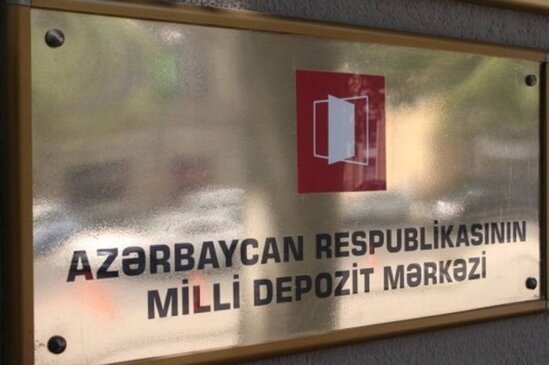 AZƏRBAYCAN RESPUBLİKASININ
MİLLİ DEPOZİT MƏRKƏZİ